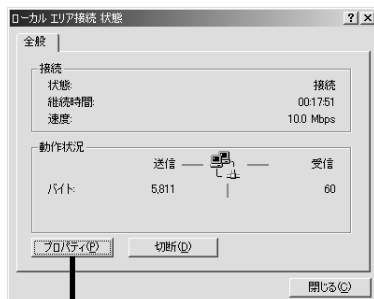 ローカル エリア接続 状態
全般
接続
状態: 接続
継続時間: 00:17:51
速度: 10.0 Mbps
動作状況
送信 — — 受信
バイト: 5,811 | 60
プロパティ(P) 切断(D)
閉じる(C)